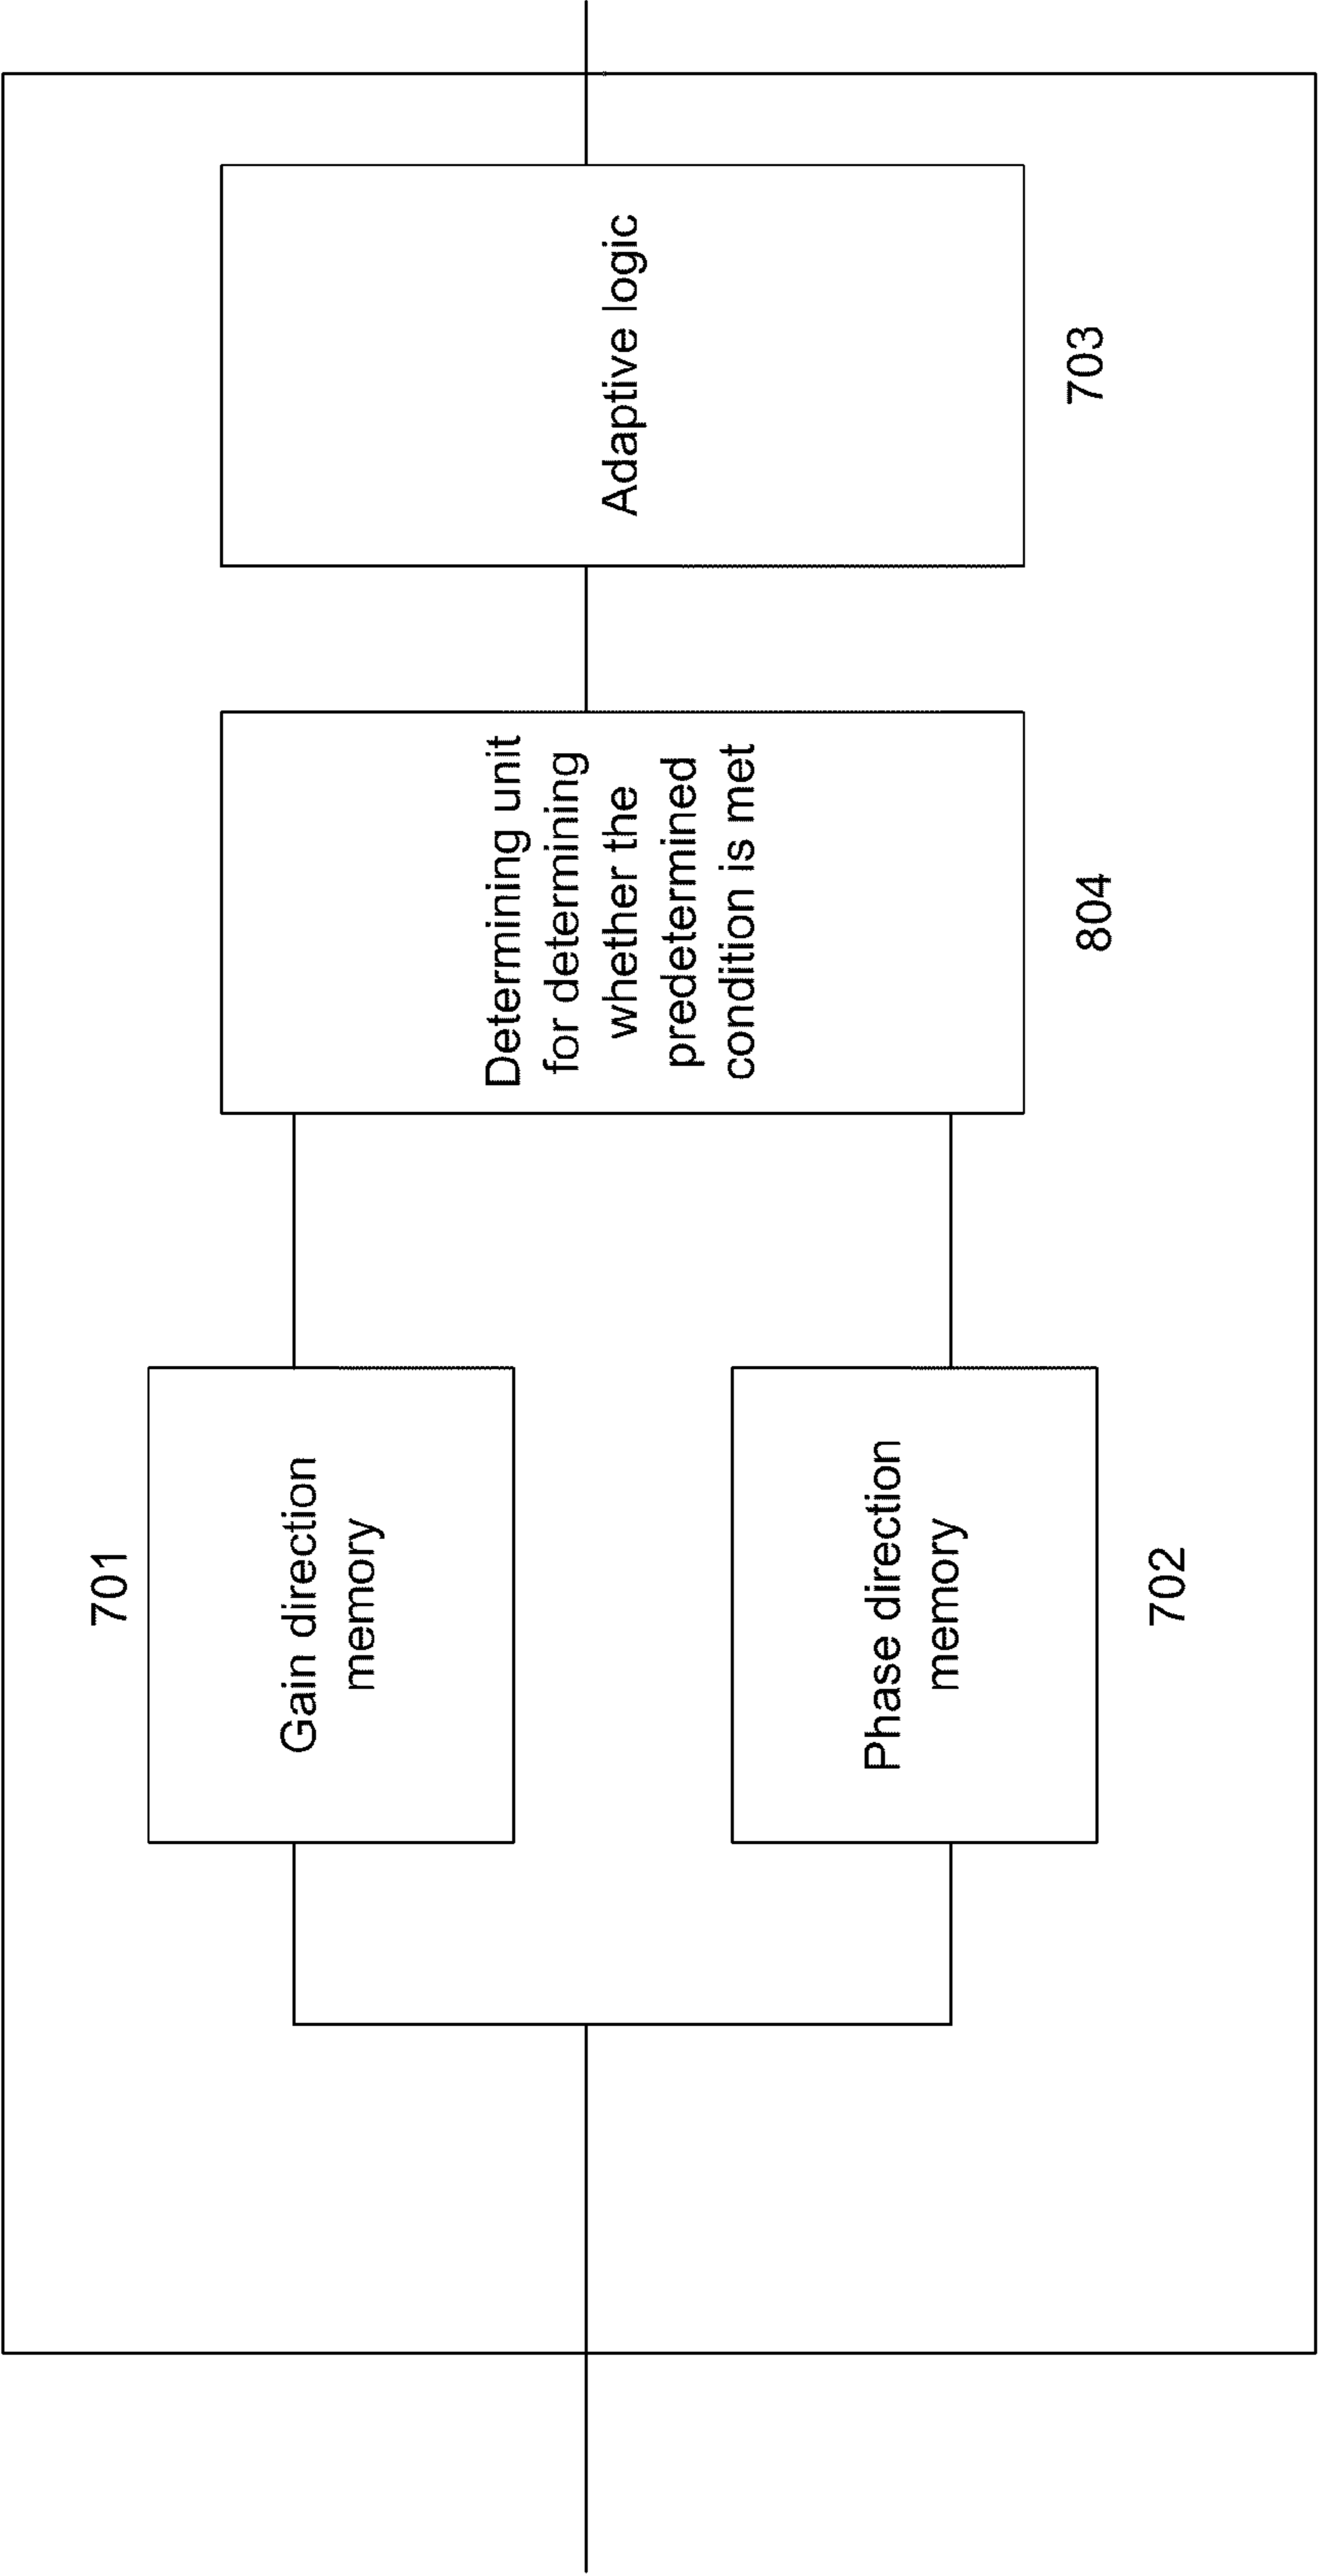 701
Gain direction
memory
Phase direction
memory
702
Determining unit
for determining
whether the
predetermined
condition is met
804
Adaptive logic
703